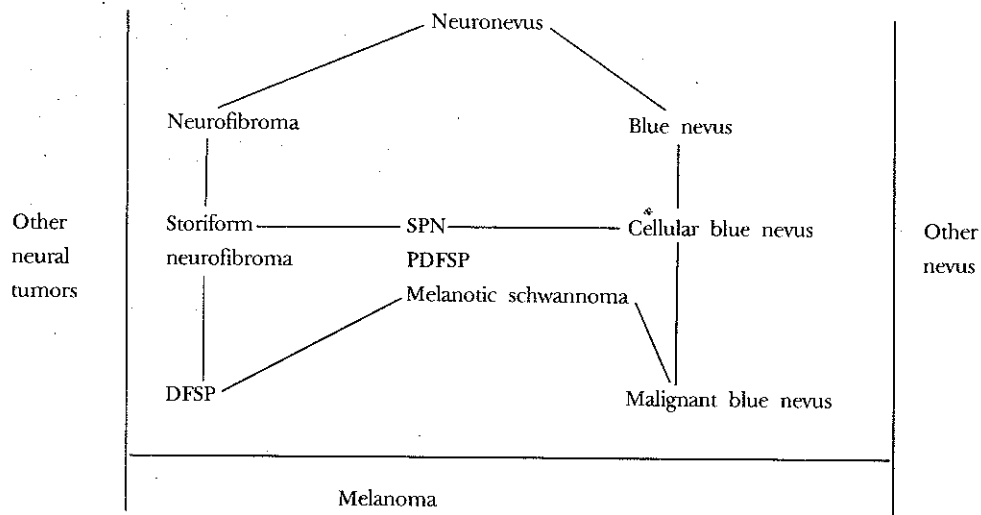 Neuronevus
Neurofibroma
Blue nevus
Other
neural
tumors
Storiform
neurofibroma
SPN
PDFSP
Melanotic schwannoma
Cellular blue nevus
Other
nevus
DFSP
Malignant blue nevus
Melanoma